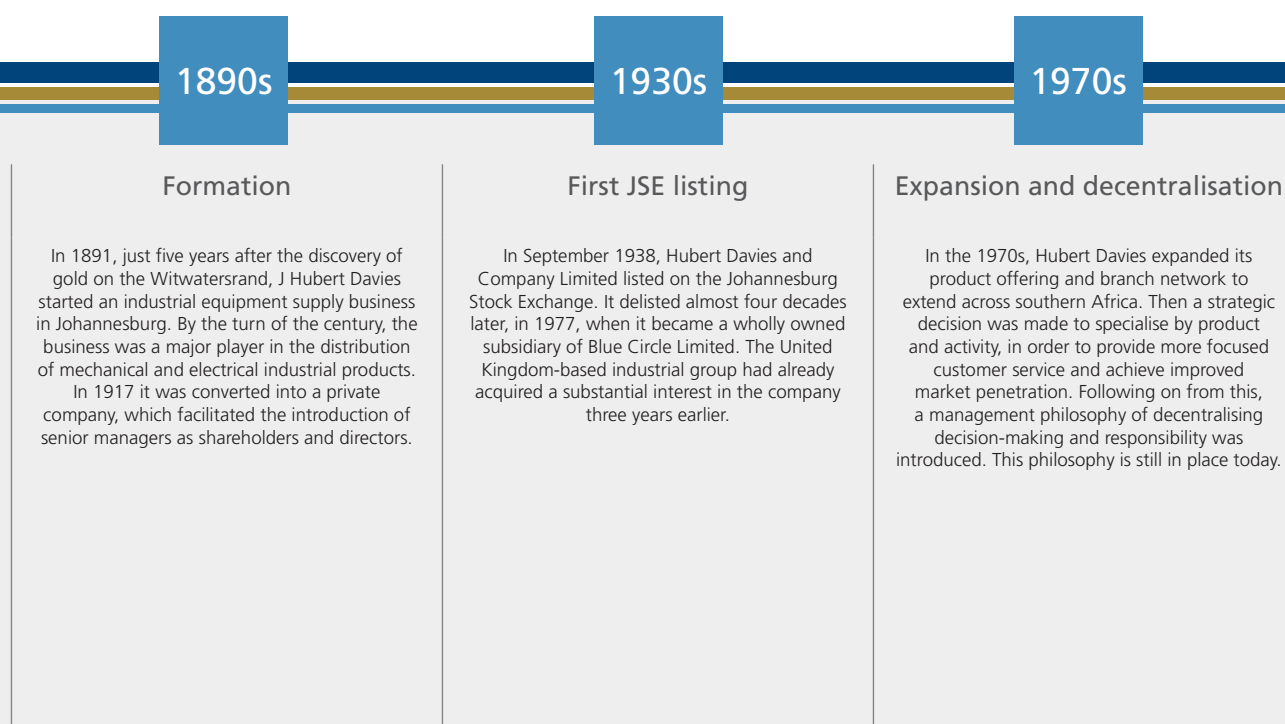 1890s
Formation
In 1891, just five years after the discovery of
gold on the Witwatersrand, J Hubert Davies
started an industrial equipment supply business
in Johannesburg. By the turn of the century, the
business was a major player in the distribution
of mechanical and electrical industrial products.
In 1917 it was converted into a private
company, which facilitated the introduction of
senior managers as shareholders and directors.
1930s
First JSE listing
In September 1938, Hubert Davies and
Company Limited listed on the Johannesburg
Stock Exchange. It delisted almost four decades
later, in 1977, when it became a wholly owned
subsidiary of Blue Circle Limited. The United
Kingdom-based industrial group had already
acquired a substantial interest in the company
three years earlier.
1970s
Expansion and decentralisation
In the 1970s, Hubert Davies expanded its
product offering and branch network to
extend across southern Africa. Then a strategic
decision was made to specialise by product
and activity, in order to provide more focused
customer service and achieve improved
market penetration. Following on from this,
a management philosophy of decentralising
decision-making and responsibility was
introduced. This philosophy is still in place today.